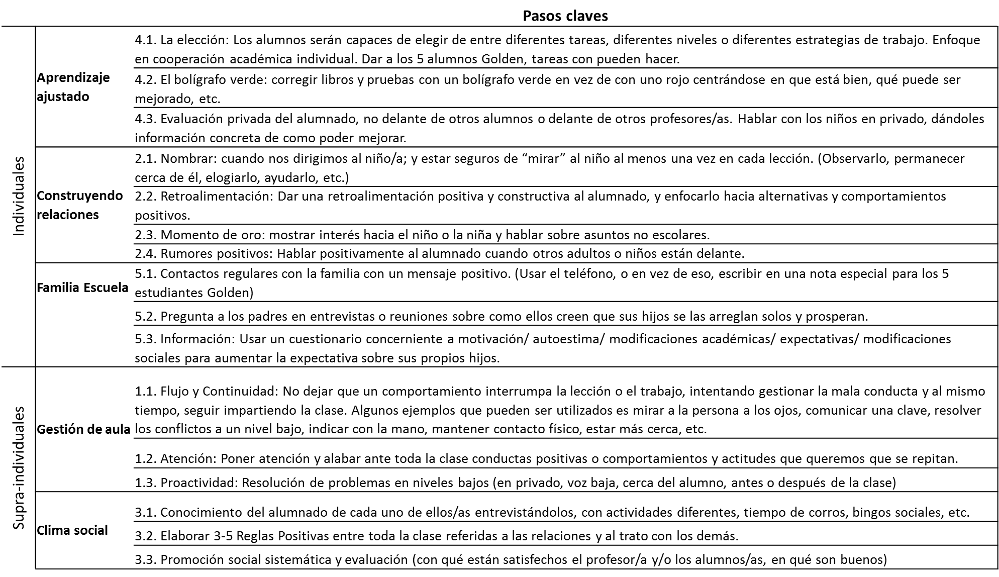 Pasos claves
Individuales
Aprendizaje
ajustado
4.1. La elección: Los alumnos serán capaces de elegir de entre diferentes tareas, diferentes niveles o diferentes estrategias de trabajo. Enfoque
en cooperación académica individual. Dar a los 5 alumnos Golden, tareas con pueden hacer.
4.2. El bolígrafo verde: corregir libros y pruebas con un bolígrafo verde en vez de con uno rojo centrándose en que está bien, qué puede ser
mejorado, etc.
4.3. Evaluación privada del alumnado, no delante de otros alumnos o delante de otros profesores/as. Hablar con los niños en privado, dándoles
información concreta de como poder mejorar.
Construyendo
relaciones
2.1. Nombrar: cuando nos dirigimos al niño/a; y estar seguros de “mirar” al niño al menos una vez en cada lección. (Observarlo, permanecer
cerca de él, elogiarlo, ayudarlo, etc.)
2.2. Retroalimentación: Dar una retroalimentación positiva y constructiva al alumnado, y enfocarlo hacia alternativas y comportamientos
positivos.
2.3. Momento de oro: mostrar interés hacia el niño o la niña y hablar sobre asuntos no escolares.
2.4. Rumores positivos: Hablar positivamente al alumnado cuando otros adultos o niños están delante.
Familia Escuela
5.1. Contactos regulares con la familia con un mensaje positivo. (Usar el teléfono, o en vez de eso, escribir en una nota especial para los 5
estudiantes Golden)
5.2. Pregunta a los padres en entrevistas o reuniones sobre como ellos creen que sus hijos se las arreglan solos y prosperan.
5.3. Información: Usar un cuestionario concerniente a motivación/ autoestima/ modificaciones académicas/ expectativas/ modificaciones
sociales para aumentar la expectativa sobre sus propios hijos.
Supra-individuales
Gestión de aula
1.1. Flujo y Continuidad: No dejar que un comportamiento interrumpa la lección o el trabajo, intentando gestionar la mala conducta y al mismo
tiempo, seguir impartiendo la clase. Algunos ejemplos que pueden ser utilizados es mirar a la persona a los ojos, comunicar una clave, resolver
los conflictos a un nivel bajo, indicar con la mano, mantener contacto físico, estar más cerca, etc.
1.2. Atención: Poner atención y alabar ante toda la clase conductas positivas o comportamientos y actitudes que queremos que se repitan.
1.3. Proactividad: Resolución de problemas en niveles bajos (en privado, voz baja, cerca del alumno, antes o después de la clase)
Clima social
3.1. Conocimiento del alumnado de cada uno de ellos/as entrevistándolos, con actividades diferentes, tiempo de corros, bingos sociales, etc.
3.2. Elaborar 3-5 Reglas Positivas entre toda la clase referidas a las relaciones y al trato con los demás.
3.3. Promoción social sistemática y evaluación (con qué están satisfechos el profesor/a y/o los alumnos/as, en qué son buenos)